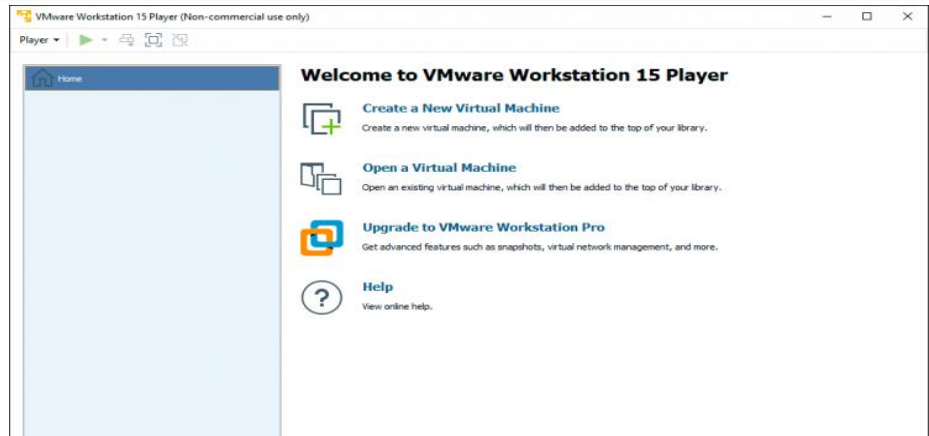 VMware Workstation 15 Player (Non-commercial use only)
Player
Home
Welcome to VMware Workstation 15 Player
Create a New Virtual Machine
Create a new virtual machine, which will then be added to the top of your library.
Open a Virtual Machine
Open an existing virtual machine, which will then be added to the top of your library.
Upgrade to VMware Workstation Pro
Get advanced features such as snapshots, virtual network management, and more.
Help
View online help.